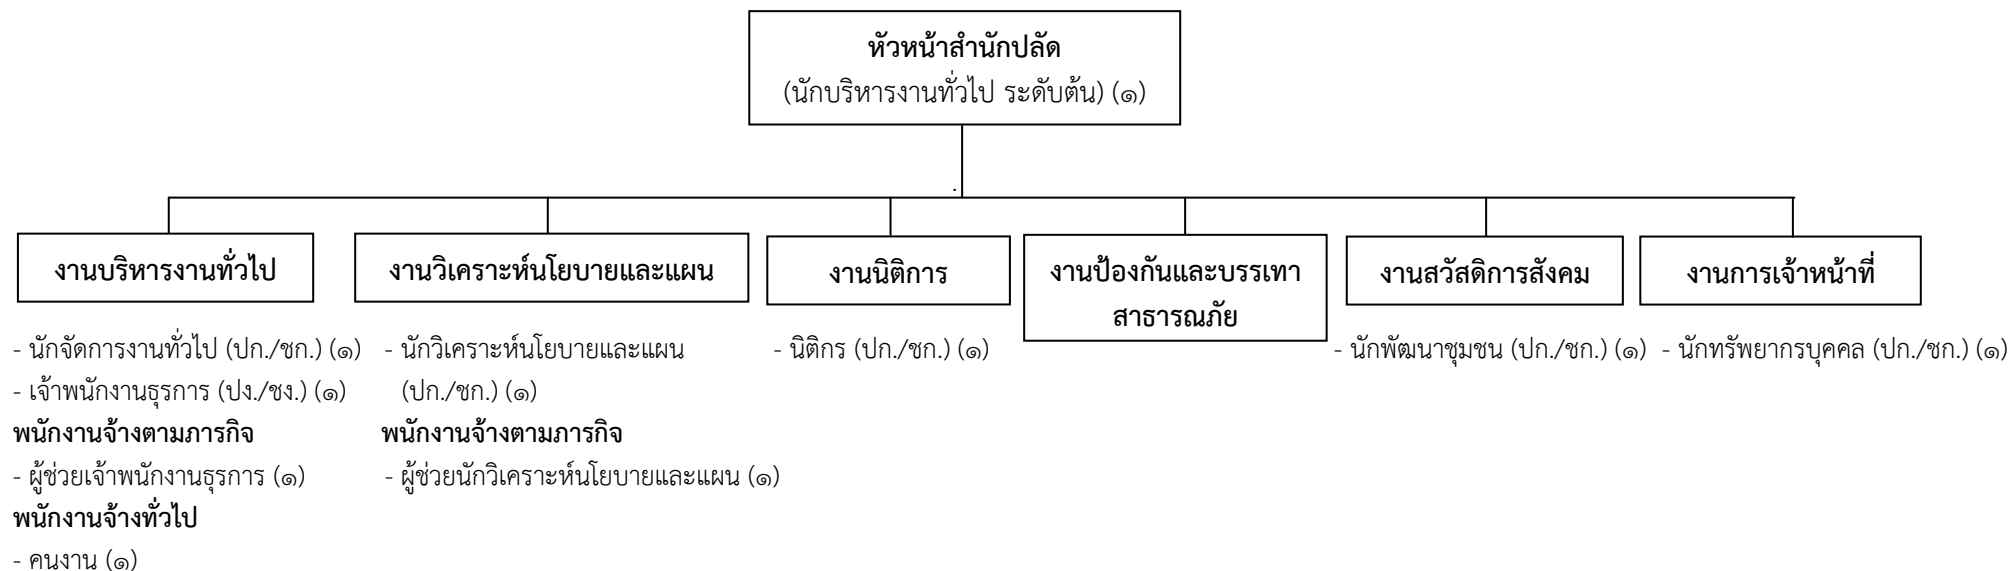 หัวหน้าสำนักปลัด
(นักบริหารงานทั่วไป ระดับต้น) (๑)
งานบริหารงานทั่วไป
- นักจัดการงานทั่วไป (ปก./ชก.) (๑)
- เจ้าพนักงานธุรการ (ปง./ชง.) (๑)
พนักงานจ้างตามภารกิจ
- ผู้ช่วยเจ้าพนักงานธุรการ (๑)
พนักงานจ้างทั่วไป
- คนงาน (๑)
งานวิเคราะห์นโยบายและแผน
- นักวิเคราะห์นโยบายและแผน
(ปก./ชก.) (๑)
พนักงานจ้างตามภารกิจ
- ผู้ช่วยนักวิเคราะห์นโยบายและแผน (๑)
งานนิติการ
- นิติกร (ปก./ชก.) (๑)
งานป้องกันและบรรเทา
สาธารณภัย
งานสวัสดิการสังคม
- นักพัฒนาชุมชน (ปก./ชก.) (๑)
งานการเจ้าหน้าที่
- นักทรัพยากรบุคคล (ปก./ชก.) (๑)